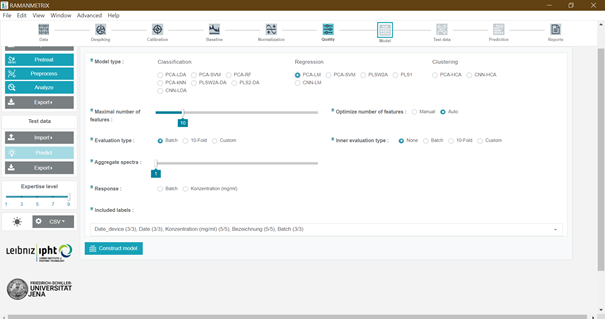 RAMANMETRIX
File Edit View Window Advanced Help
Data Despiking Calibration Baseline Normalization Quality Model Test data Prediction Reports
Pretreat
Preprocess
Analyze
Export
Test data
Import
Predict
Export
Expertise level
1 3 5 7 9
CSV
Leibniz ipht
FRIEDRICH-SCHILLER-
UNIVERSITÄT
JENA
* Model type :
Classification
PCA-LDA PCA-SVM PCA-RF
PCA-kNN PLSW2A-DA PLS2-DA
CNN-LDA
Regression
PCA-LM PCA-SVM PLSW2A PLS1
CNN-LM
Clustering
PCA-HCA CNN-HCA
* Maximal number of
features :
10
* Optimize number of features : Manual Auto
* Evaluation type : Batch 10-Fold Custom
* Inner evaluation type : None Batch 10-Fold Custom
* Aggregate spectra :
1
* Response : Batch Konzentration (mg/ml)
* Included labels :
Date_device (3/3), Date (3/3), Konzentration (mg/ml) (5/5), Bezeichnung (5/5), Batch (3/3)
Construct model